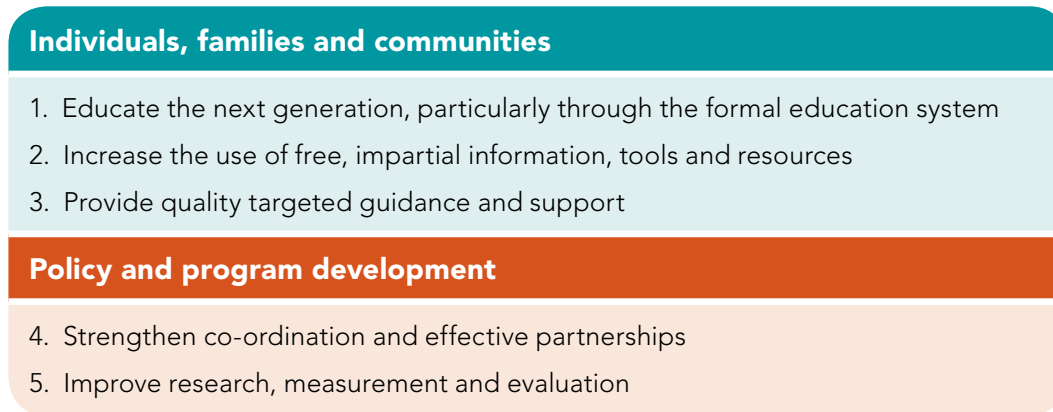 Individuals, families and communities
1. Educate the next generation, particularly through the formal education system
2. Increase the use of free, impartial information, tools and resources
3. Provide quality targeted guidance and support
Policy and program development
4. Strengthen co-ordination and effective partnerships
5. Improve research, measurement and evaluation